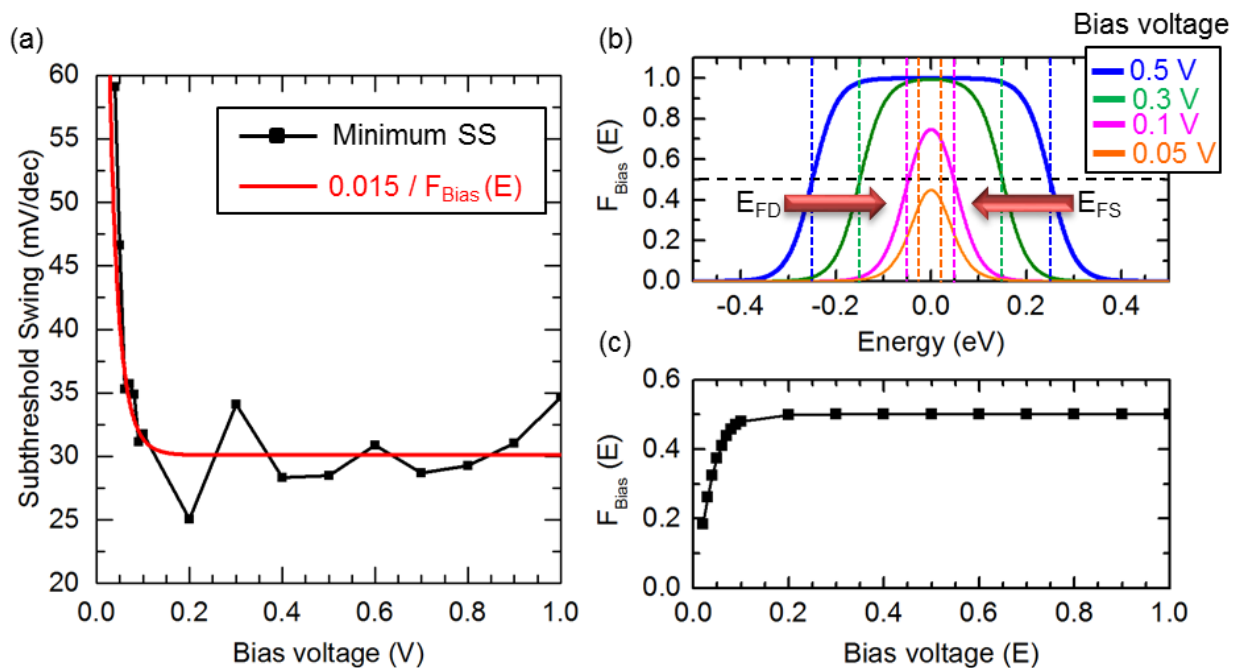 (a)
60
55
50
45
40
35
30
25
20
Subthreshold Swing (mV/dec)
Minimum SS
0.015 / F_Bias (E)
0.0 0.2 0.4 0.6 0.8 1.0
Bias voltage (V)
(b)
Bias voltage
0.5 V
0.3 V
0.1 V
0.05 V
1.0
0.8
0.6
0.4
0.2
0.0
F_Bias (E)
E_FD
E_FS
-0.4 -0.2 0.0 0.2 0.4
Energy (eV)
(c)
0.6
0.4
0.2
0.0
F_Bias (E)
0.0 0.2 0.4 0.6 0.8 1.0
Bias voltage (E)